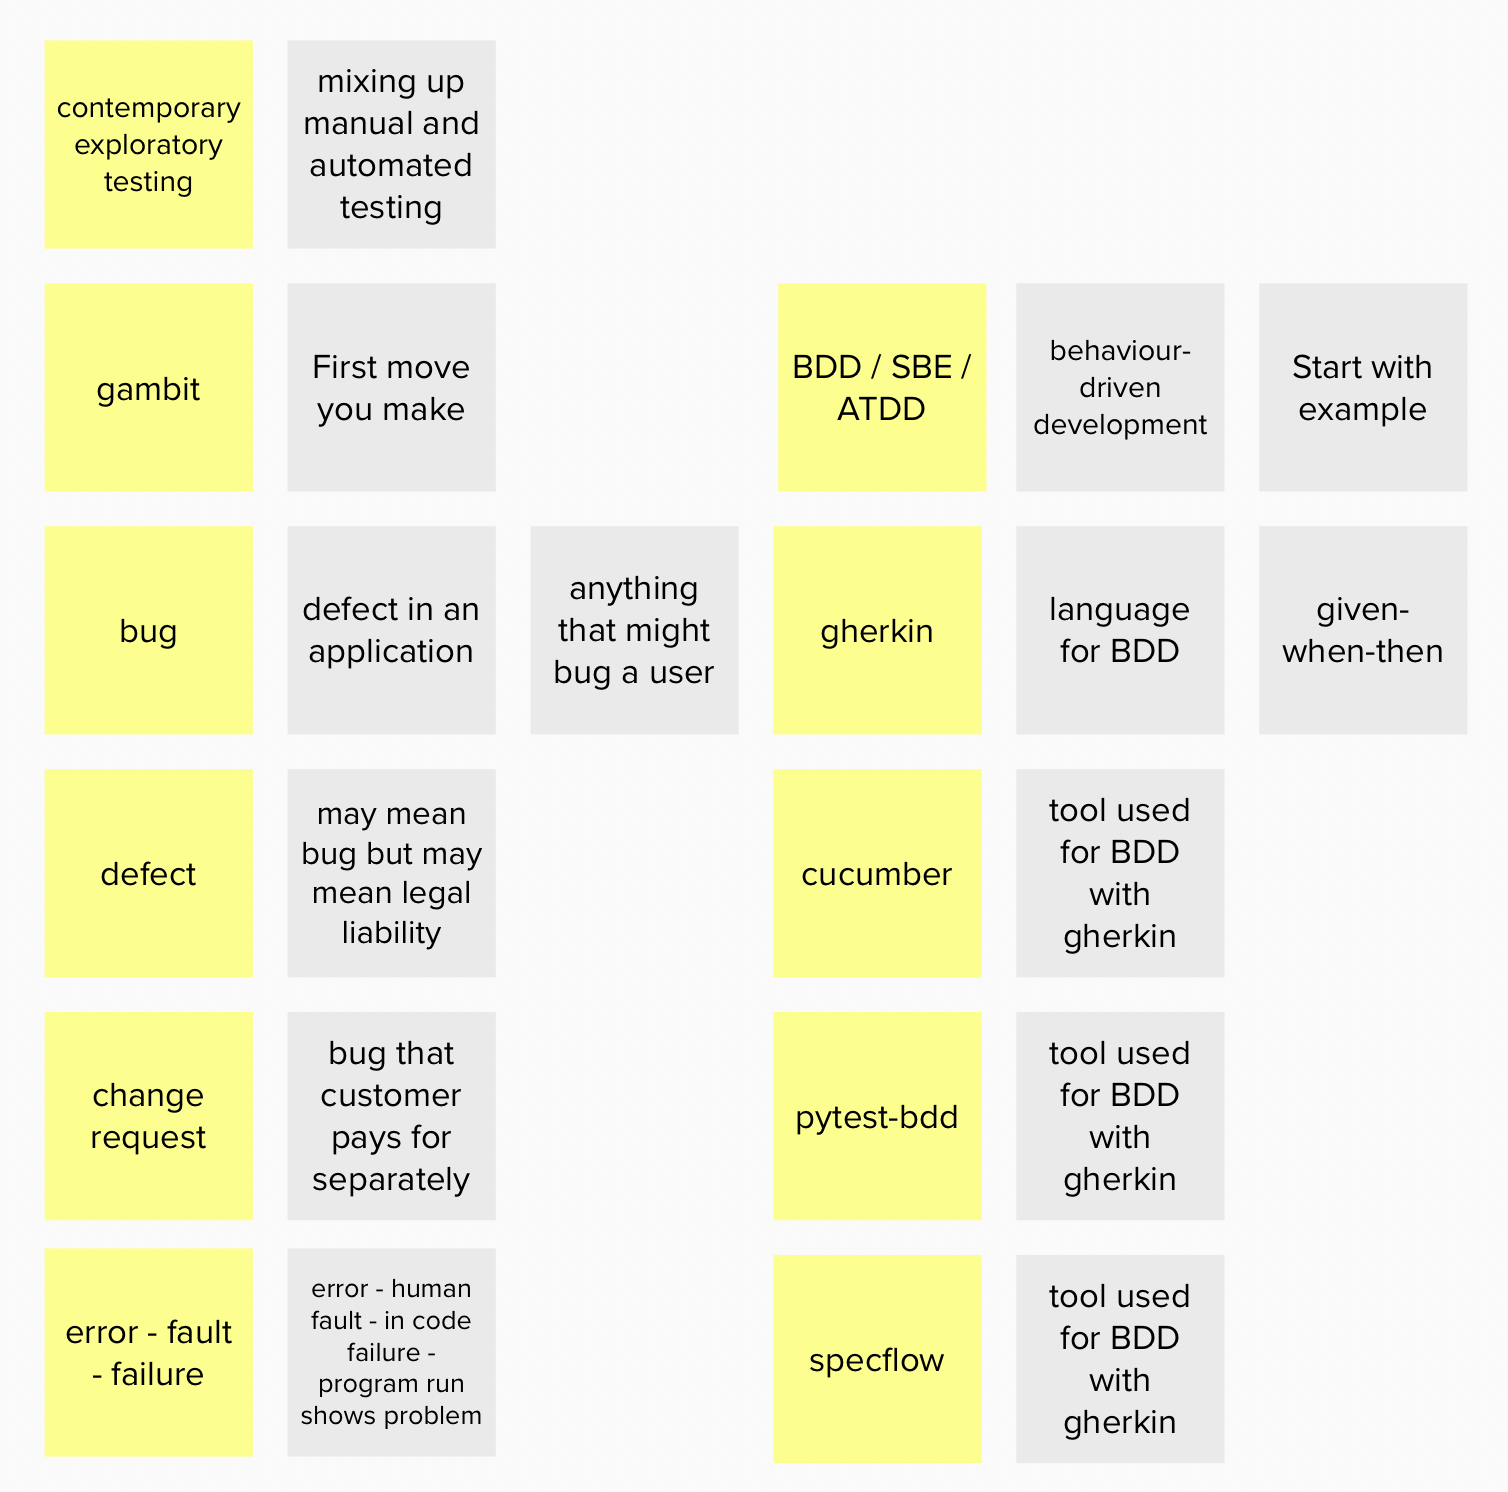 contemporary
exploratory
testing
mixing up
manual and
automated
testing
gambit
First move
you make
BDD / SBE /
ATDD
behaviour-
driven
development
Start with
example
bug
defect in an
application
anything
that might
bug a user
gherkin
language
for BDD
given-
when-then
defect
may mean
bug but may
mean legal
liability
cucumber
tool used
for BDD
with
gherkin
change
request
bug that
customer
pays for
separately
pytest-bdd
tool used
for BDD
with
gherkin
error - fault
- failure
error - human
fault - in code
failure -
program run
shows problem
specflow
tool used
for BDD
with
gherkin